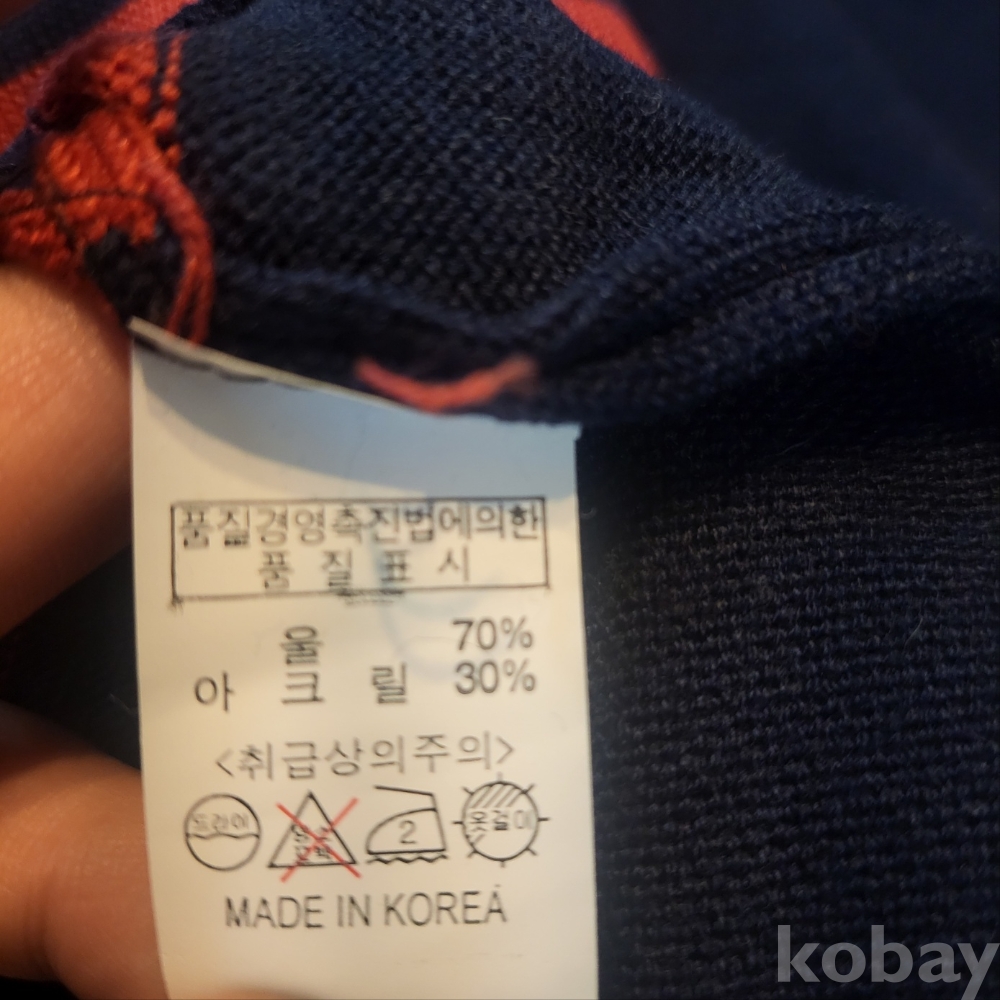 품질경영촉진법에의한
품 질 표 시
울 70%
아 크 릴 30%
<취급상의주의>
드라이 2 옷걸이
MADE IN KOREA
kobay